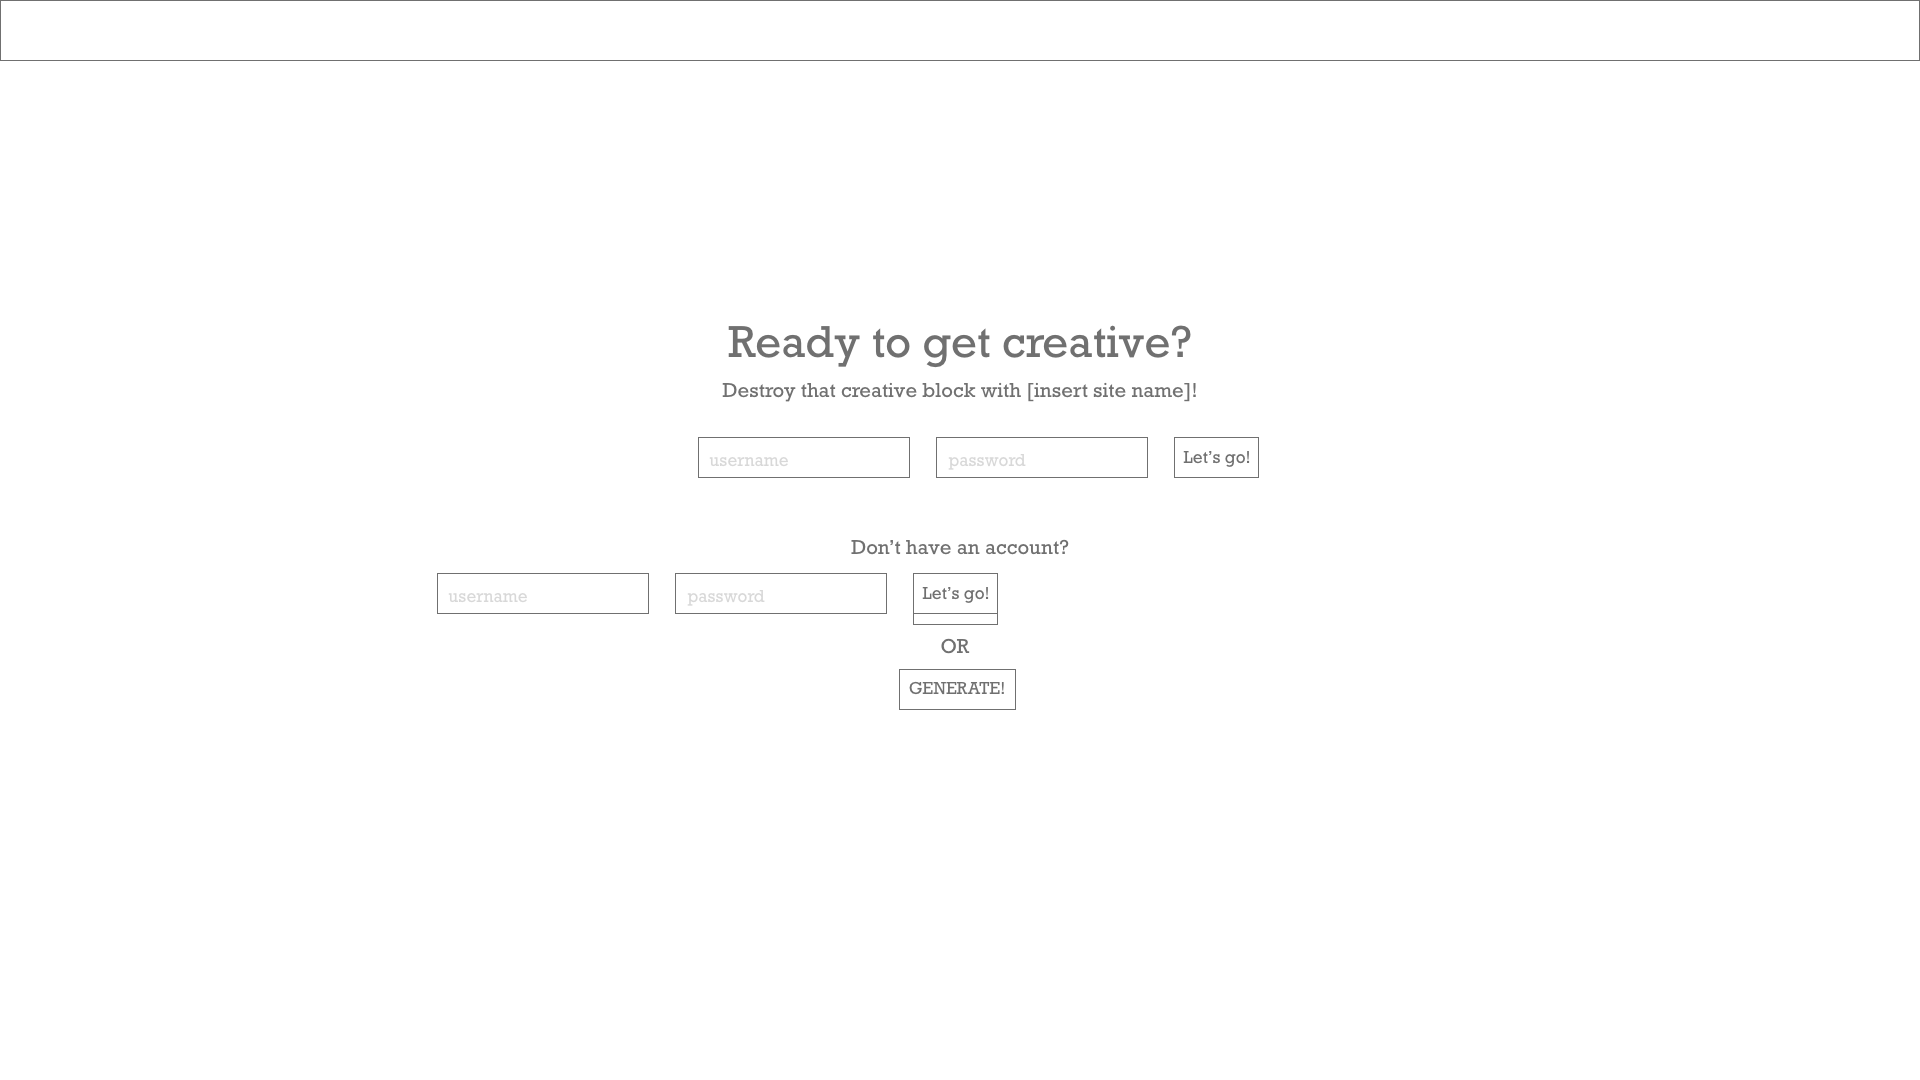 Ready to get creative?
Destroy that creative block with [insert site name]!
username password Let’s go!
Don’t have an account?
username password Let’s go!
OR
GENERATE!